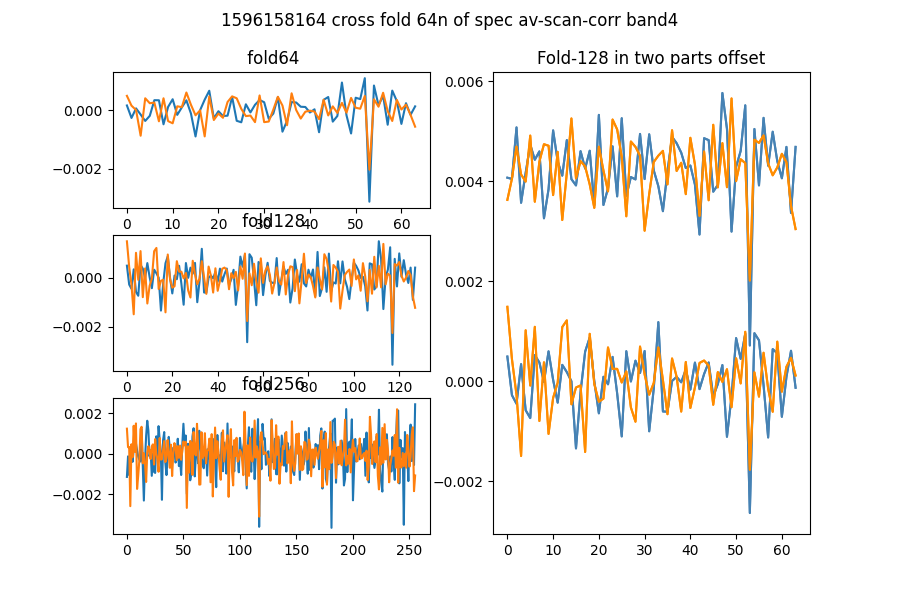 1596158164 cross fold 64n of spec av-scan-corr band4
fold64
0.000
−0.002
0 10 20 30 40 50 60
fold128
0.000
−0.002
0 20 40 60 80 100 120
fold256
0.002
0.000
−0.002
0 50 100 150 200 250
Fold-128 in two parts offset
0.006
0.004
0.002
0.000
−0.002
0 10 20 30 40 50 60